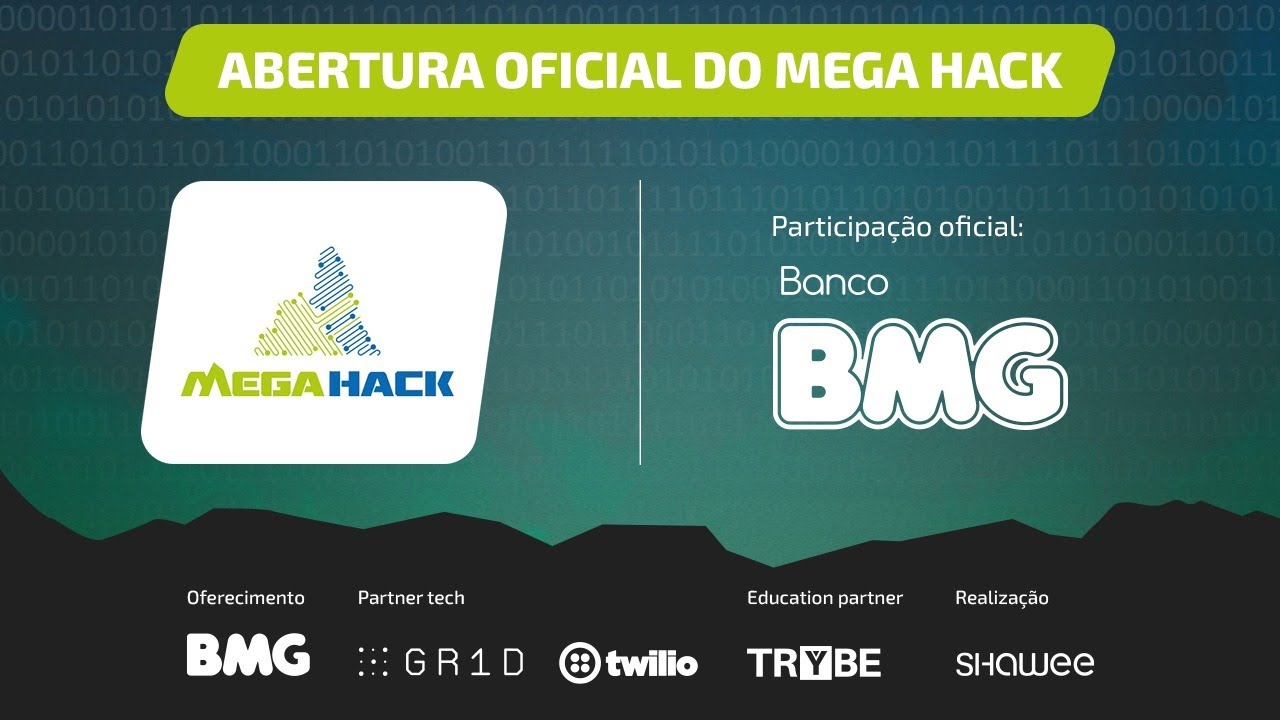 ABERTURA OFICIAL DO MEGA HACK
MEGAHACK
Participação oficial:
Banco
BMG
Oferecimento
BMG
Partner tech
GR1D
twilio
Education partner
TRYBE
Realização
SHAWEE